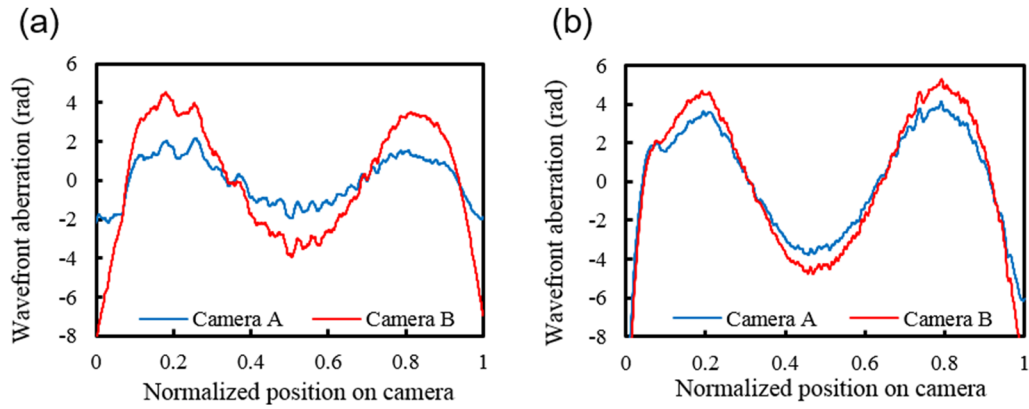 (a)
Wavefront aberration (rad)
6
4
2
0
-2
-4
-6
-8
Camera A
Camera B
0 0.2 0.4 0.6 0.8 1
Normalized position on camera
(b)
Wavefront aberration (rad)
6
4
2
0
-2
-4
-6
-8
Camera A
Camera B
0 0.2 0.4 0.6 0.8 1
Normalized position on camera